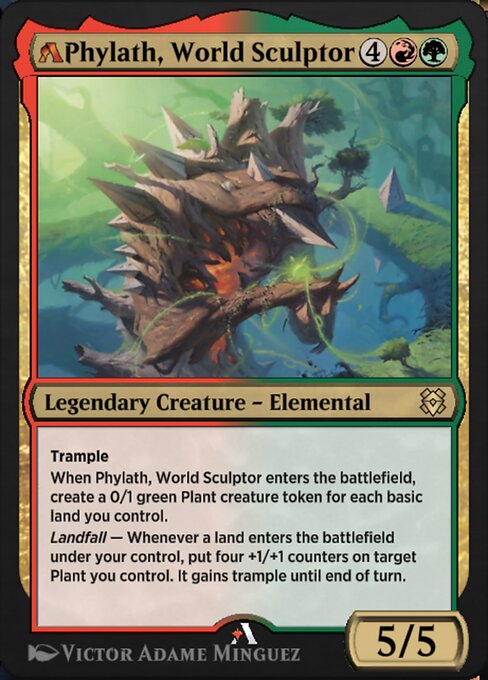 Phylath, World Sculptor 4
Legendary Creature – Elemental
Trample
When Phylath, World Sculptor enters the battlefield,
create a 0/1 green Plant creature token for each basic
land you control.
Landfall — Whenever a land enters the battlefield
under your control, put four +1/+1 counters on target
Plant you control. It gains trample until end of turn.
5/5
Victor Adame Minguez